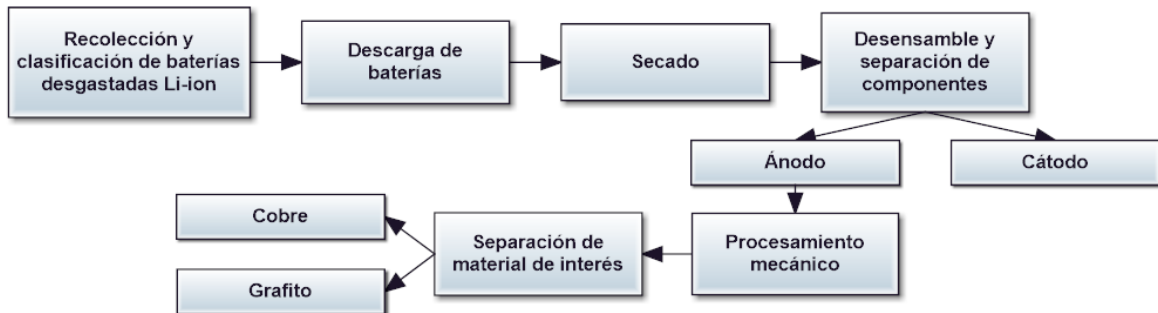 Recolección y
clasificación de baterías
desgastadas Li-ion
Descarga de
baterías
Secado
Desensamble y
separación de
componentes
Ánodo
Cátodo
Cobre
Separación de
material de interés
Procesamiento
mecánico
Grafito